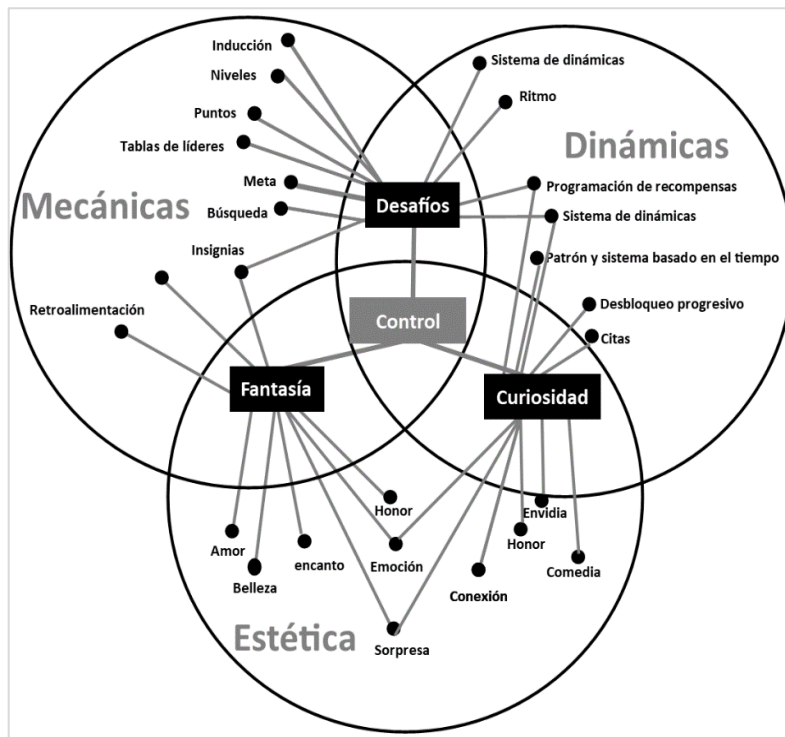 Inducción
Sistema de dinámicas
Niveles
Ritmo
Puntos
Dinámicas
Tablas de líderes
Meta
Programación de recompensas
Mecánicas
Desafíos
Búsqueda
Sistema de dinámicas
Insignias
Patrón y sistema basado en el tiempo
Retroalimentación
Desbloqueo progresivo
Control
Citas
Fantasía
Curiosidad
Honor
Envidia
Amor
encanto
Emoción
Honor
Belleza
Conexión
Comedia
Estética
Sorpresa